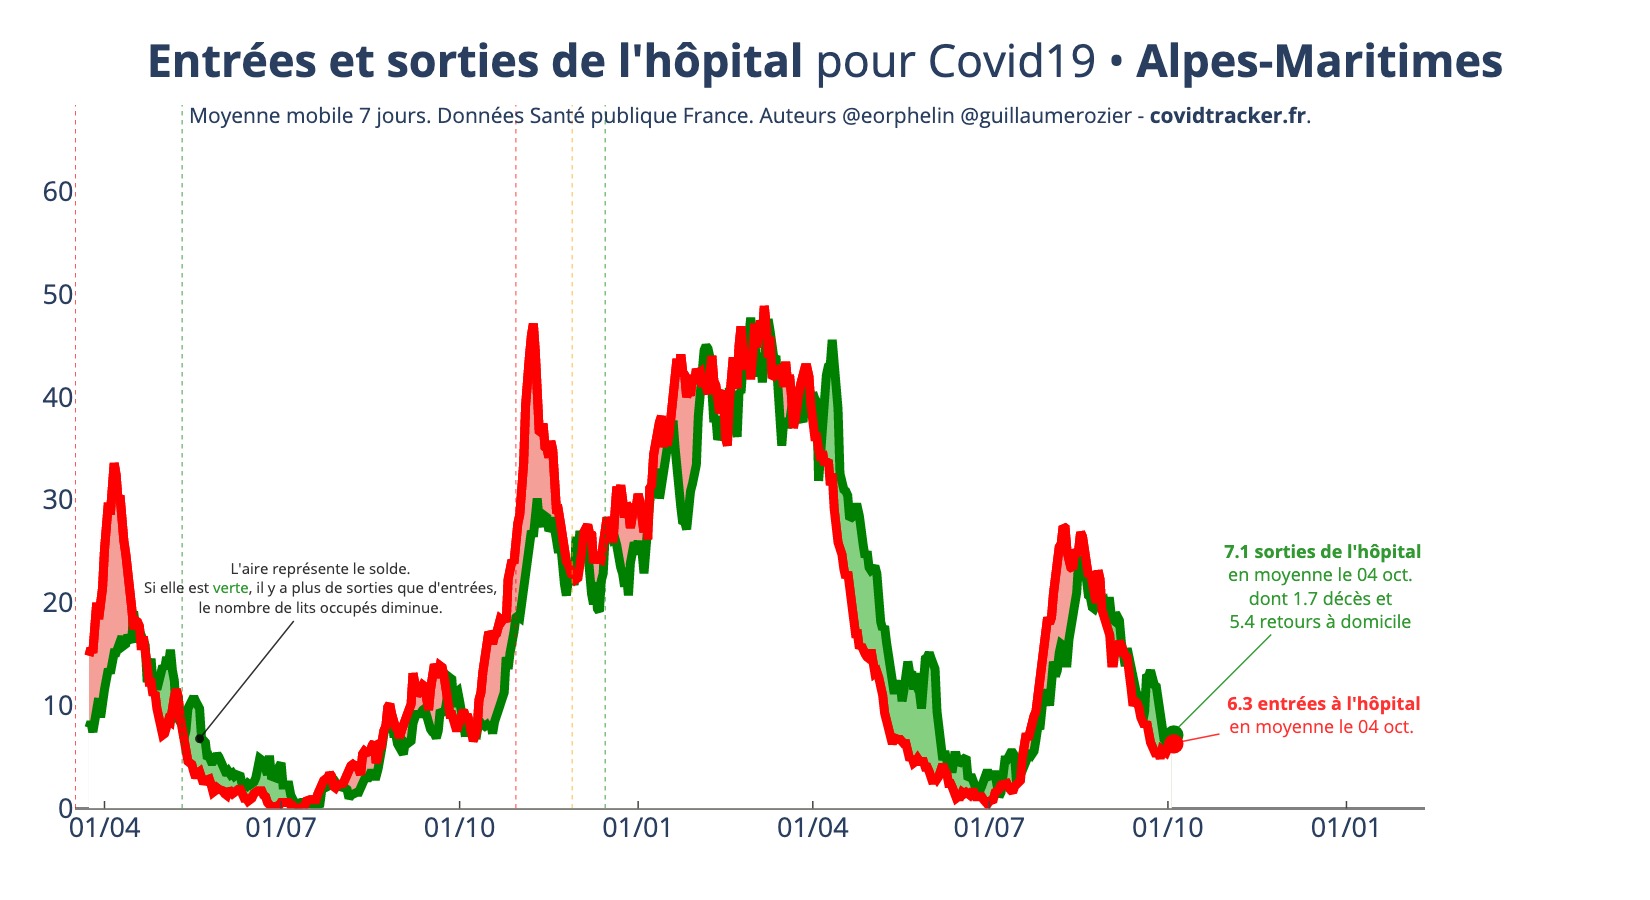 Entrées et sorties de l'hôpital pour Covid19 • Alpes-Maritimes
Moyenne mobile 7 jours. Données Santé publique France. Auteurs @eorphelin @guillaumerozier - covidtracker.fr.
60
50
40
30
20
10
0
L'aire représente le solde.
Si elle est verte, il y a plus de sorties que d'entrées,
le nombre de lits occupés diminue.
7.1 sorties de l'hôpital
en moyenne le 04 oct.
dont 1.7 décès et
5.4 retours à domicile
6.3 entrées à l'hôpital
en moyenne le 04 oct.
01/04 01/07 01/10 01/01 01/04 01/07 01/10 01/01